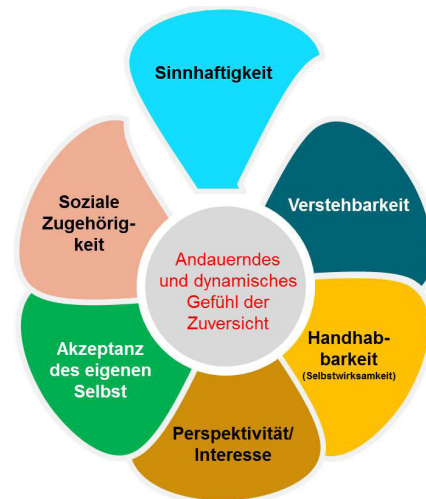 Sinnhaftigkeit
Verstehbarkeit
Handhab-
barkeit
(Selbstwirksamkeit)
Perspektivität/
Interesse
Akzeptanz
des eigenen
Selbst
Soziale
Zugehörig-
keit
Andauerndes
und dynamisches
Gefühl der
Zuversicht